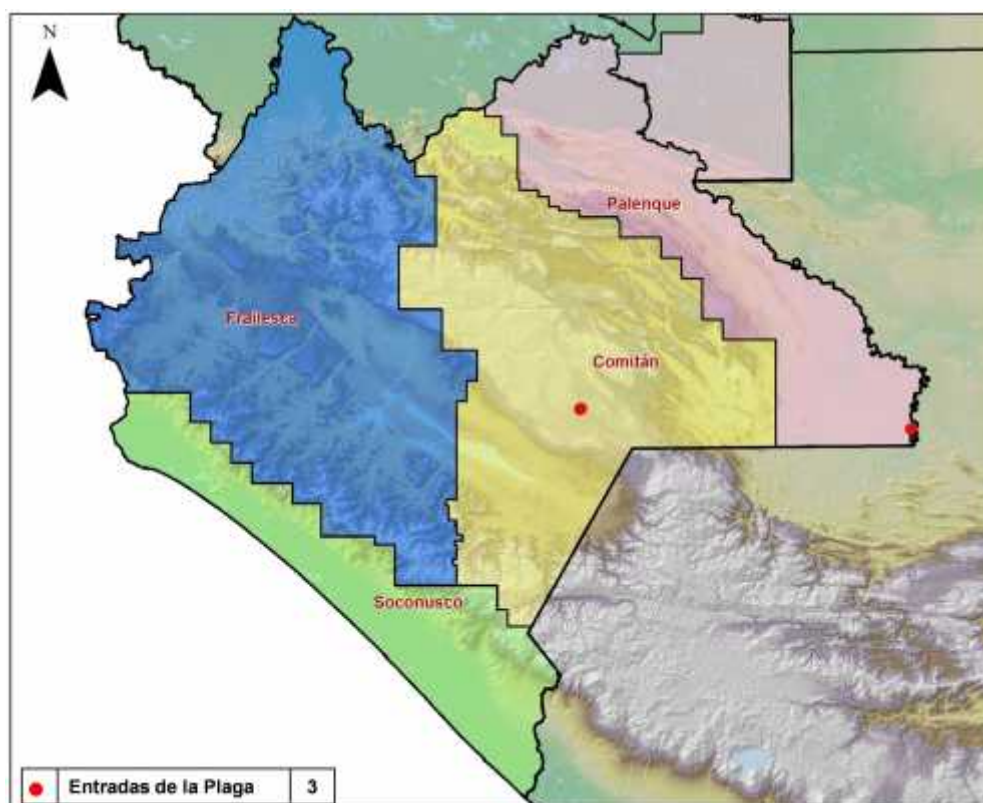 N
Palenque
Frailesca
Comitán
Soconusco
Entradas de la Plaga 3